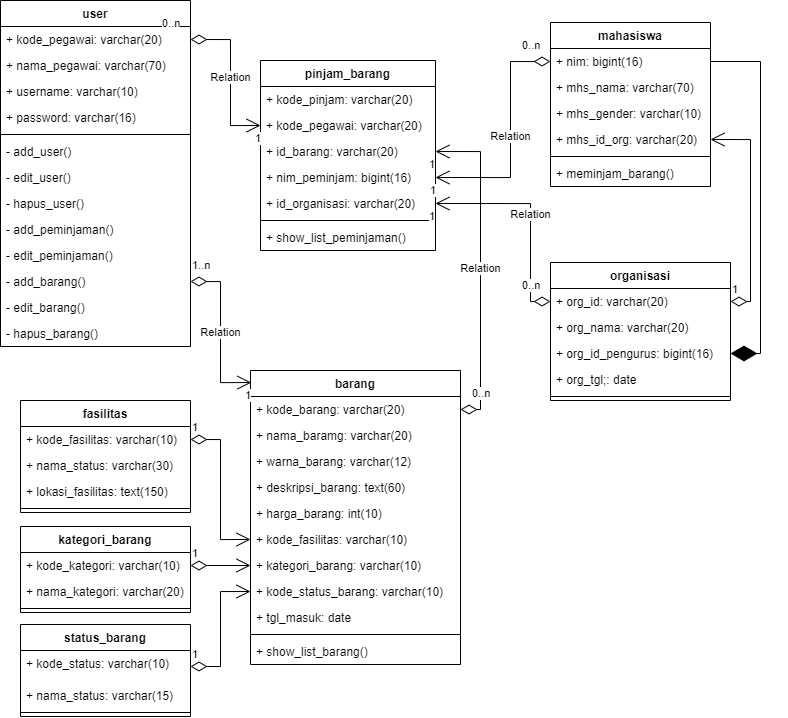 user
0..n
+ kode_pegawai: varchar(20)
+ nama_pegawai: varchar(70)
+ username: varchar(10)
+ password: varchar(16)
- add_user()
- edit_user()
- hapus_user()
- add_peminjaman()
- edit_peminjaman()
- add_barang()
- edit_barang()
- hapus_barang()
1..n
Relation
1
Relation
1
pinjam_barang
+ kode_pinjam: varchar(20)
+ kode_pegawai: varchar(20)
+ id_barang: varchar(20)
+ nim_peminjam: bigint(16)
+ id_organisasi: varchar(20)
+ show_list_peminjaman()
1
1
1
0..n
Relation
Relation
0..n
Relation
0..n
mahasiswa
+ nim: bigint(16)
+ mhs_nama: varchar(70)
+ mhs_gender: varchar(10)
+ mhs_id_org: varchar(20)
+ meminjam_barang()
organisasi
1
+ org_id: varchar(20)
+ org_nama: varchar(20)
+ org_id_pengurus: bigint(16)
+ org_tgl;: date
barang
+ kode_barang: varchar(20)
+ nama_baramg: varchar(20)
+ warna_barang: varchar(12)
+ deskripsi_barang: text(60)
+ harga_barang: int(10)
+ kode_fasilitas: varchar(10)
+ kategori_barang: varchar(10)
+ kode_status_barang: varchar(10)
+ tgl_masuk: date
+ show_list_barang()
fasilitas
1
+ kode_fasilitas: varchar(10)
+ nama_status: varchar(30)
+ lokasi_fasilitas: text(150)
kategori_barang
1
+ kode_kategori: varchar(10)
+ nama_kategori: varchar(20)
status_barang
1
+ kode_status: varchar(10)
+ nama_status: varchar(15)